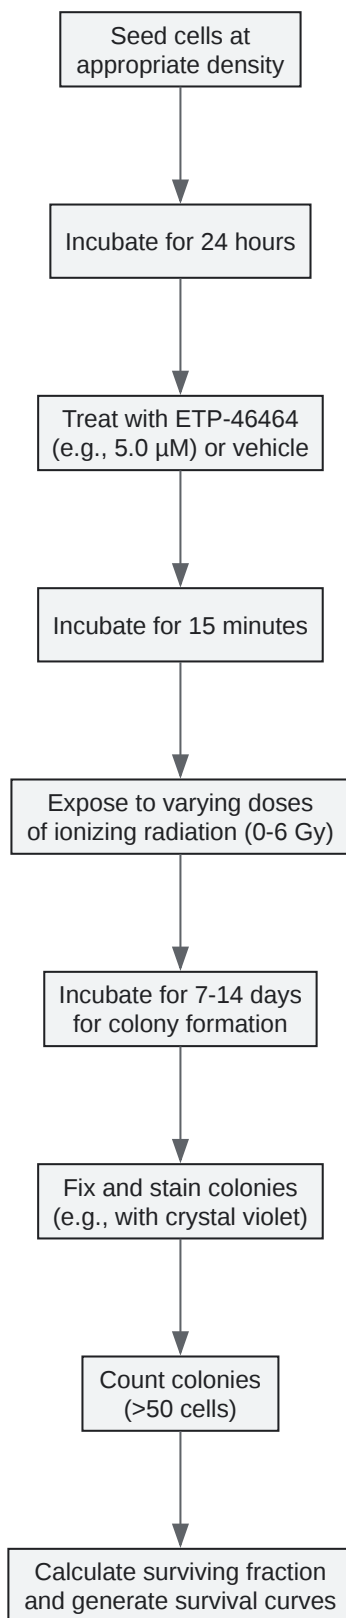 Seed cells at
appropriate density
Incubate for 24 hours
Treat with ETP-46464
(e.g., 5.0 µM) or vehicle
Incubate for 15 minutes
Expose to varying doses
of ionizing radiation (0-6 Gy)
Incubate for 7-14 days
for colony formation
Fix and stain colonies
(e.g., with crystal violet)
Count colonies
(>50 cells)
Calculate surviving fraction
and generate survival curves